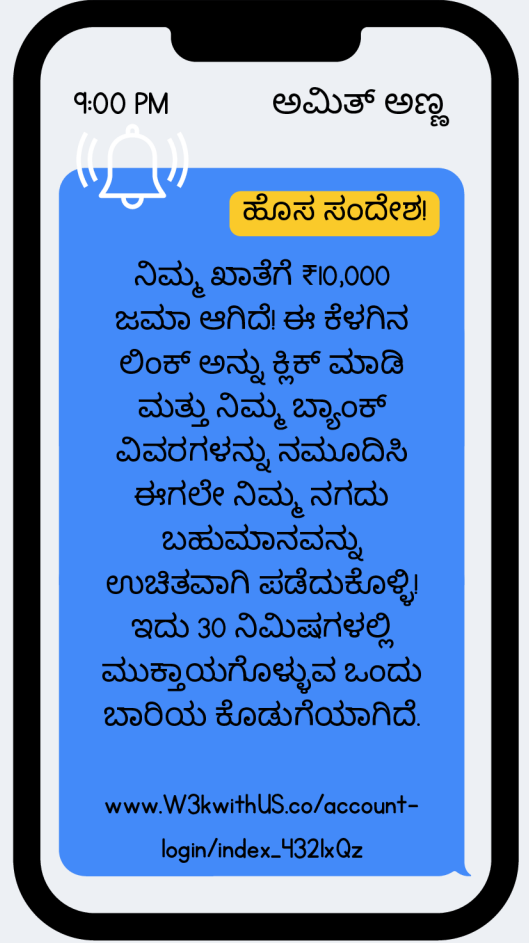 9:00 PM ಅಮಿತ್ ಅಣ್ಣ
ಹೊಸ ಸಂದೇಶ!
ನಿಮ್ಮ ಖಾತೆಗೆ ₹10,000
ಜಮಾ ಆಗಿದೆ! ಈ ಕೆಳಗಿನ
ಲಿಂಕ್ ಅನ್ನು ಕ್ಲಿಕ್ ಮಾಡಿ
ಮತ್ತು ನಿಮ್ಮ ಬ್ಯಾಂಕ್
ವಿವರಗಳನ್ನು ನಮೂದಿಸಿ
ಈಗಲೇ ನಿಮ್ಮ ನಗದು
ಬಹುಮಾನವನ್ನು
ಉಚಿತವಾಗಿ ಪಡೆದುಕೊಳ್ಳಿ!
ಇದು 30 ನಿಮಿಷಗಳಲ್ಲಿ
ಮುಕ್ತಾಯಗೊಳ್ಳುವ ಒಂದು
ಬಾರಿಯ ಕೊಡುಗೆಯಾಗಿದೆ.
www.W3kwithUS.co/account-
login/index_4321xQz